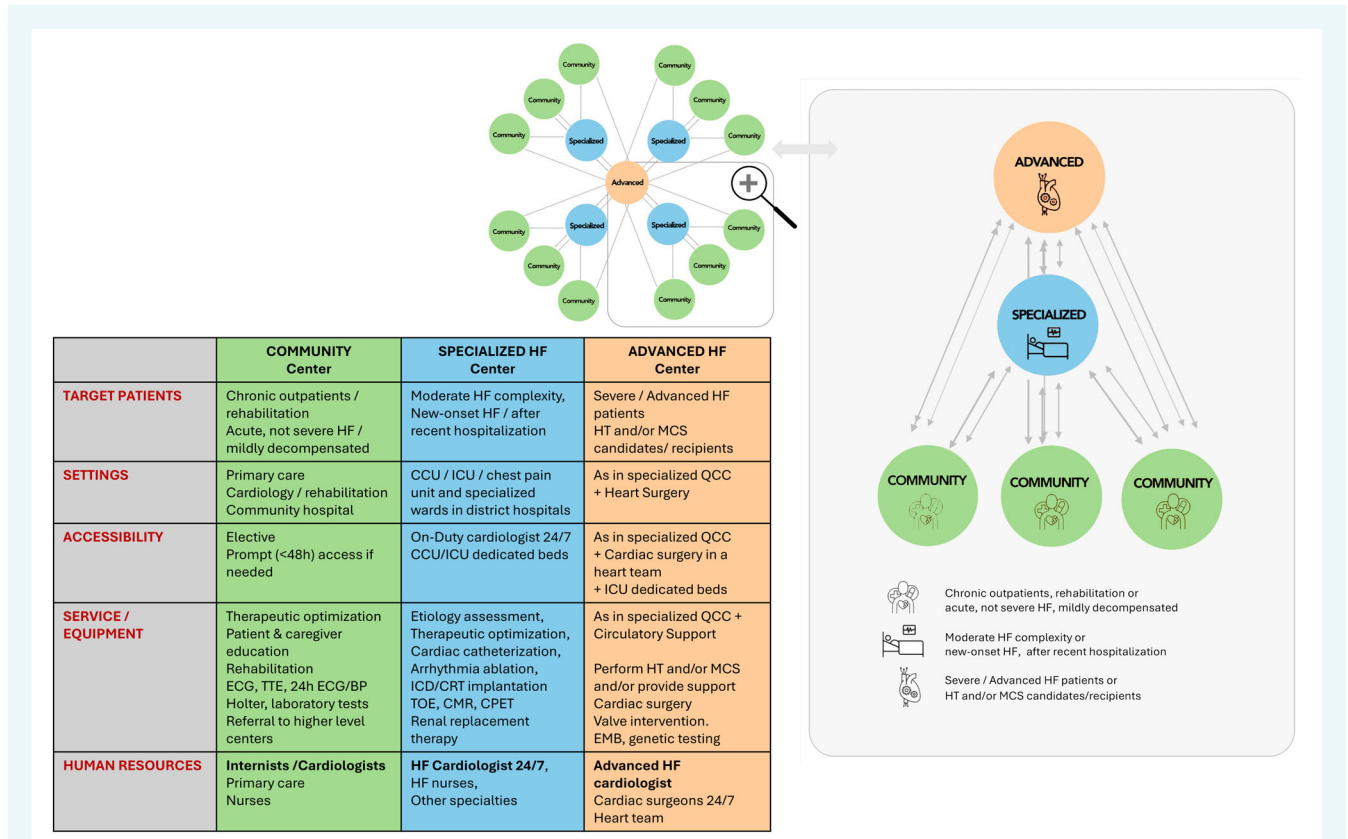 Community
Community
Community
Community
Community
Community
Specialized
Specialized
Advanced
Specialized
Specialized
Community
Community
Community
Community
Community
Community
ADVANCED
SPECIALIZED
COMMUNITY
COMMUNITY
COMMUNITY
Chronic outpatients, rehabilitation or
acute, not severe HF, mildly decompensated
Moderate HF complexity or
new-onset HF, after recent hospitalization
Severe / Advanced HF patients or
HT and/or MCS candidates/recipients
COMMUNITY
Center
SPECIALIZED HF
Center
ADVANCED HF
Center
TARGET PATIENTS
Chronic outpatients /
rehabilitation
Acute, not severe HF /
mildly decompensated
Moderate HF complexity,
New-onset HF / after
recent hospitalization
Severe / Advanced HF
patients
HT and/or MCS
candidates/ recipients
SETTINGS
Primary care
Cardiology / rehabilitation
Community hospital
CCU / ICU / chest pain
unit and specialized
wards in district hospitals
As in specialized QCC
+ Heart Surgery
ACCESSIBILITY
Elective
Prompt (<48h) access if
needed
On-Duty cardiologist 24/7
CCU/ICU dedicated beds
As in specialized QCC
+ Cardiac surgery in a
heart team
+ ICU dedicated beds
SERVICE /
EQUIPMENT
Therapeutic optimization
Patient & caregiver
education
Rehabilitation
ECG, TTE, 24h ECG/BP
Holter, laboratory tests
Referral to higher level
centers
Etiology assessment,
Therapeutic optimization,
Cardiac catheterization,
Arrhythmia ablation,
ICD/CRT implantation
TOE, CMR, CPET
Renal replacement
therapy
As in specialized QCC +
Circulatory Support
Perform HT and/or MCS
and/or provide support
Cardiac surgery
Valve intervention.
EMB, genetic testing
HUMAN RESOURCES
Internists /Cardiologists
Primary care
Nurses
HF Cardiologist 24/7,
HF nurses,
Other specialties
Advanced HF
cardiologist
Cardiac surgeons 24/7
Heart team